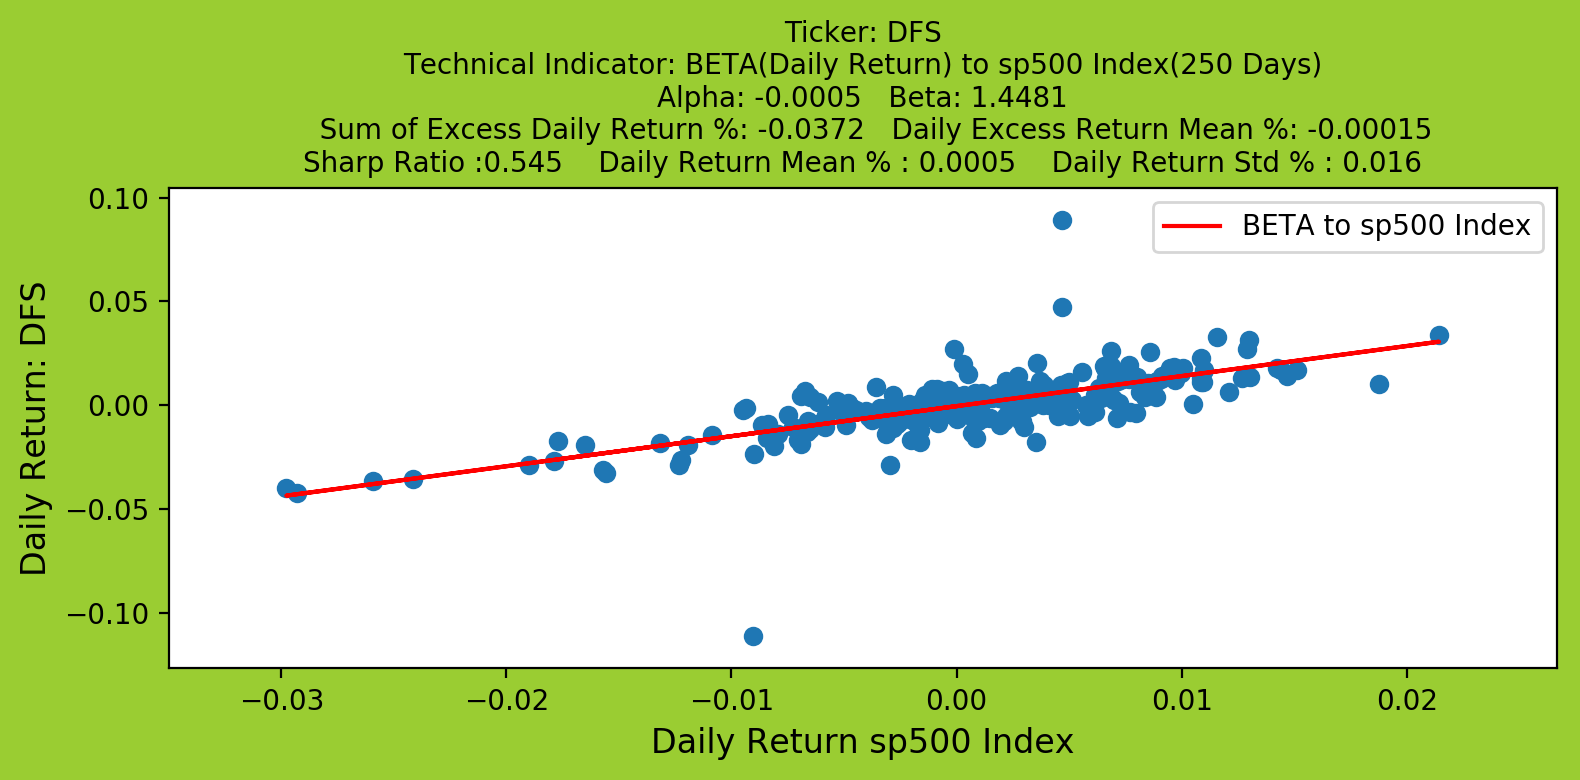 Ticker: DFS
Technical Indicator: BETA(Daily Return) to sp500 Index(250 Days)
Alpha: -0.0005 Beta: 1.4481
Sum of Excess Daily Return %: -0.0372 Daily Excess Return Mean %: -0.00015
Sharp Ratio :0.545 Daily Return Mean % : 0.0005 Daily Return Std % : 0.016
BETA to sp500 Index
Daily Return: DFS
0.10
0.05
0.00
−0.05
−0.10
−0.03 −0.02 −0.01 0.00 0.01 0.02
Daily Return sp500 Index